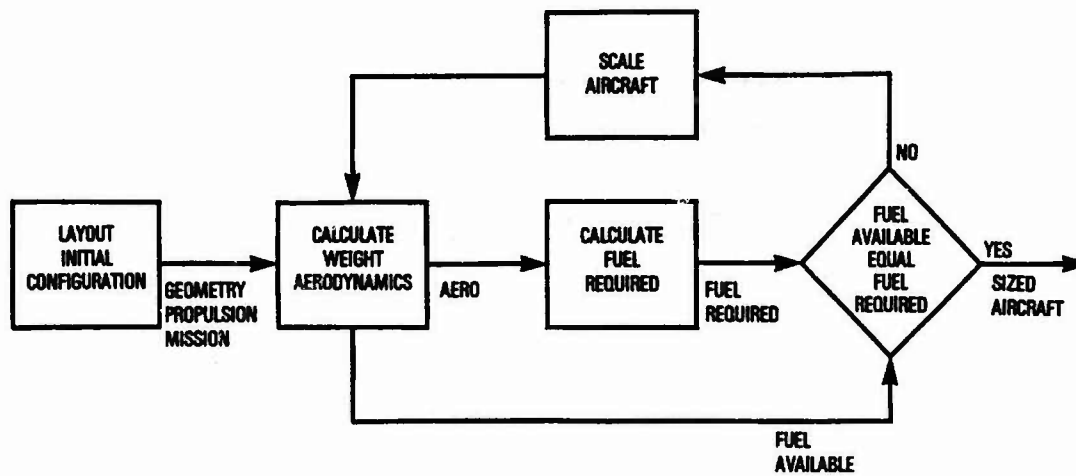 SCALE
AIRCRAFT
NO
LAYOUT
INITIAL
CONFIGURATION
GEOMETRY
PROPULSION
MISSION
CALCULATE
WEIGHT
AERODYNAMICS
AERO
CALCULATE
FUEL
REQUIRED
FUEL
REQUIRED
FUEL
AVAILABLE
EQUAL
FUEL
REQUIRED
YES
SIZED
AIRCRAFT
FUEL
AVAILABLE